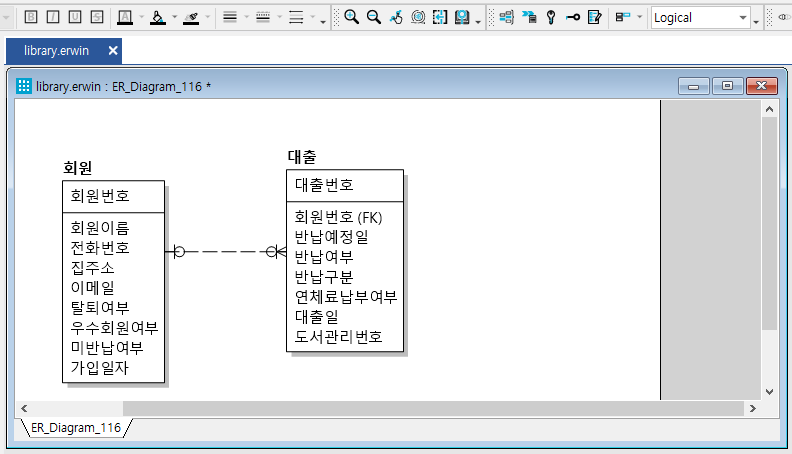 B I U S A
Logical
library.erwin
library.erwin : ER_Diagram_116 *
회원
회원번호
회원이름
전화번호
집주소
이메일
탈퇴여부
우수회원여부
미반납여부
가입일자
대출
대출번호
회원번호 (FK)
반납예정일
반납여부
반납구분
연체료납부여부
대출일
도서관리번호
ER_Diagram_116